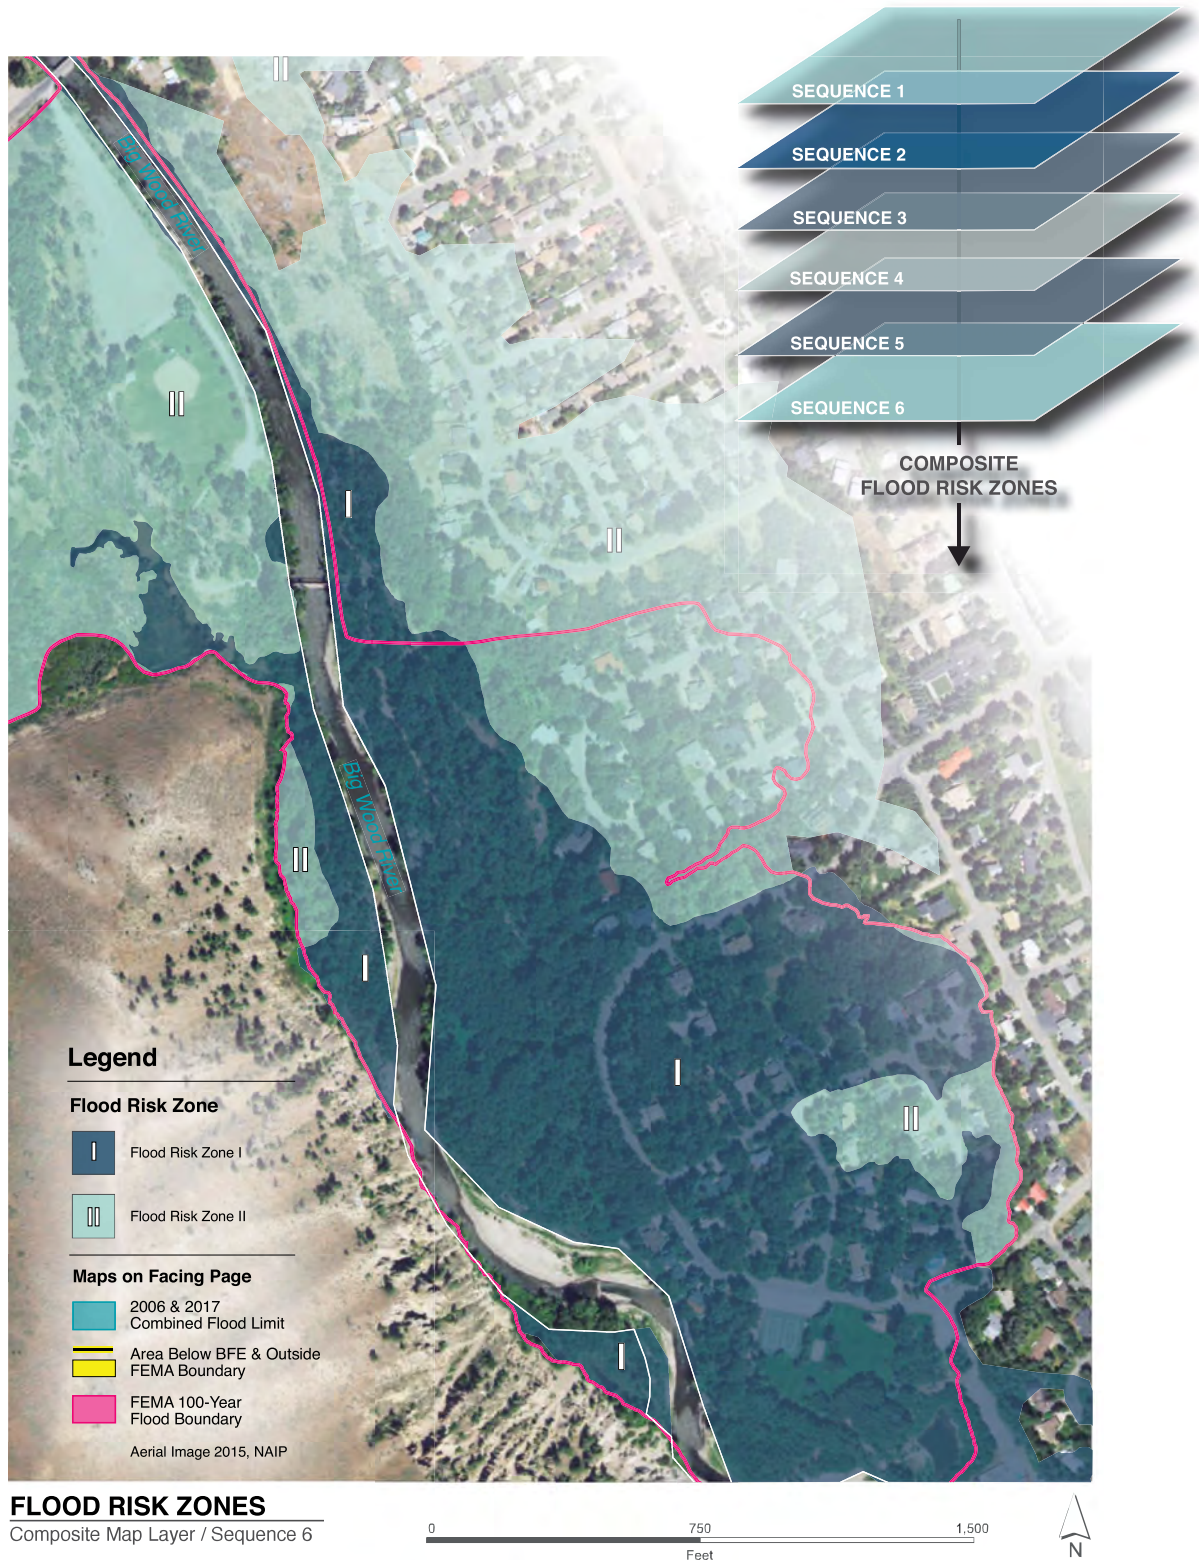 II
SEQUENCE 1
SEQUENCE 2
SEQUENCE 3
SEQUENCE 4
SEQUENCE 5
SEQUENCE 6
COMPOSITE
FLOOD RISK ZONES
Big Wood River
II
I
II
Big Wood River
II
I
I
II
I
Legend
Flood Risk Zone
I
Flood Risk Zone I
II
Flood Risk Zone II
Maps on Facing Page
2006 & 2017
Combined Flood Limit
Area Below BFE & Outside
FEMA Boundary
FEMA 100-Year
Flood Boundary
Aerial Image 2015, NAIP
FLOOD RISK ZONES
Composite Map Layer / Sequence 6
0 750 1,500
Feet
N